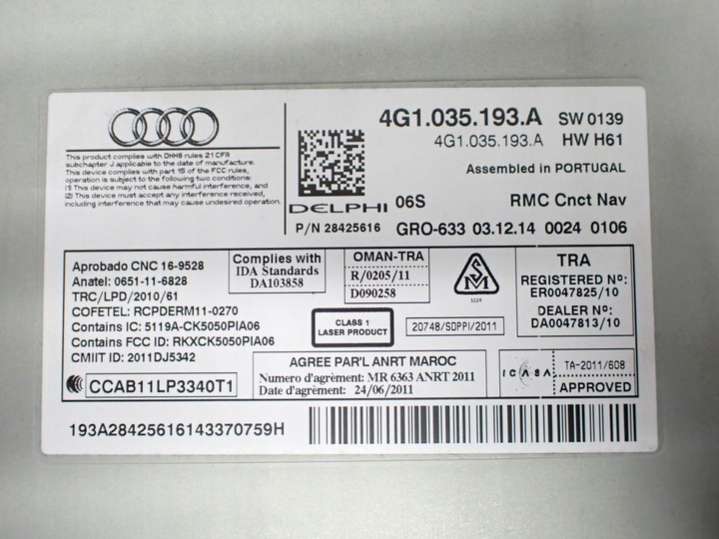 4G1.035.193.A SW 0139
4G1.035.193.A HW H61
Assembled in PORTUGAL
This product complies with DHHS rules 21 CFR
subchapter J applicable to the date of manufacture.
This device complies with part 15 of the FCC rules,
operation is subject to the following two conditions:
(1) This device may not cause harmful interference, and
(2) This device must accept any interference received,
including interference that may cause undesired operation.
DELPHI 06S RMC Cnct Nav
P/N 28425616 GRO-633 03.12.14 0024 0106
Aprobado CNC 16-9528
Anatel: 0651-11-6828
TRC/LPD/2010/61
COFETEL: RCPDERM11-0270
Contains IC: 5119A-CK5050PIA06
Contains FCC ID: RKXCK5050PIA06
CMIIT ID: 2011DJ5342
CCAB11LP3340T1
Complies with
IDA Standards
DA103858
OMAN-TRA
R/0205/11
D090258
CLASS 1
LASER PRODUCT
20748/SDPPI/2011
TRA
REGISTERED No:
ER0047825/10
DEALER No:
DA0047813/10
AGREE PAR'L ANRT MAROC
Numero d'agrément: MR 6363 ANRT 2011
Date d'agrément: 24/06/2011
ICASA
TA-2011/608
APPROVED
193A28425616143370759H